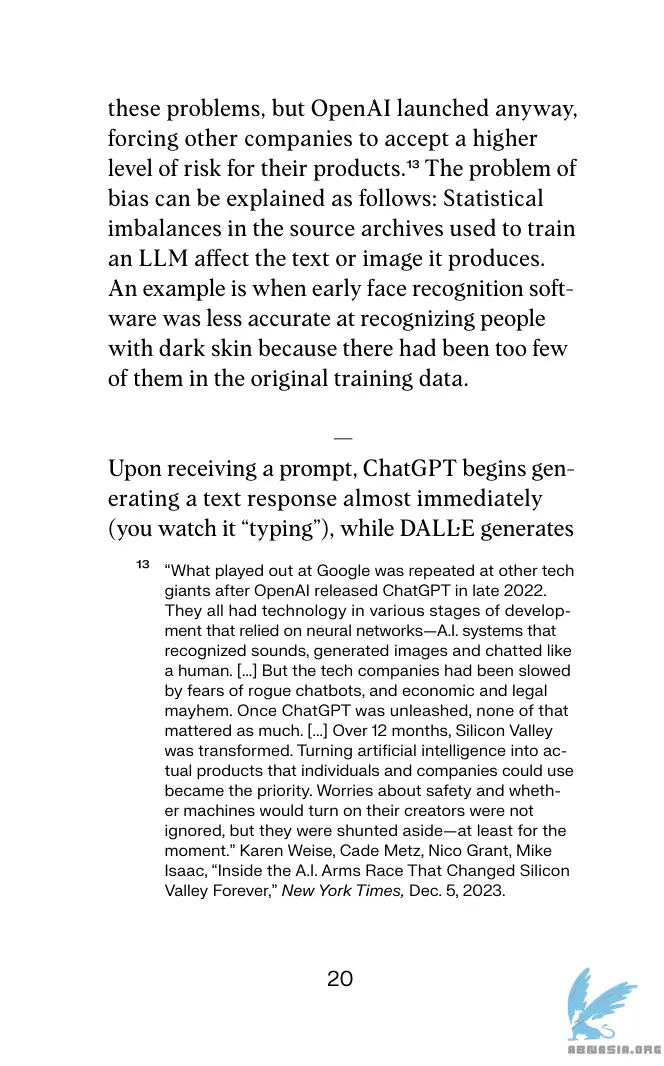 these problems, but OpenAI launched anyway,
forcing other companies to accept a higher
level of risk for their products.¹³ The problem of
bias can be explained as follows: Statistical
imbalances in the source archives used to train
an LLM affect the text or image it produces.
An example is when early face recognition soft-
ware was less accurate at recognizing people
with dark skin because there had been too few
of them in the original training data.
—
Upon receiving a prompt, ChatGPT begins gen-
erating a text response almost immediately
(you watch it “typing”), while DALL·E generates
13 “What played out at Google was repeated at other tech
giants after OpenAI released ChatGPT in late 2022.
They all had technology in various stages of develop-
ment that relied on neural networks—A.I. systems that
recognized sounds, generated images and chatted like
a human. [...] But the tech companies had been slowed
by fears of rogue chatbots, and economic and legal
mayhem. Once ChatGPT was unleashed, none of that
mattered as much. [...] Over 12 months, Silicon Valley
was transformed. Turning artificial intelligence into ac-
tual products that individuals and companies could use
became the priority. Worries about safety and wheth-
er machines would turn on their creators were not
ignored, but they were shunted aside—at least for the
moment.” Karen Weise, Cade Metz, Nico Grant, Mike
Isaac, “Inside the A.I. Arms Race That Changed Silicon
Valley Forever,” New York Times, Dec. 5, 2023.
20
ABNASIA.ORG